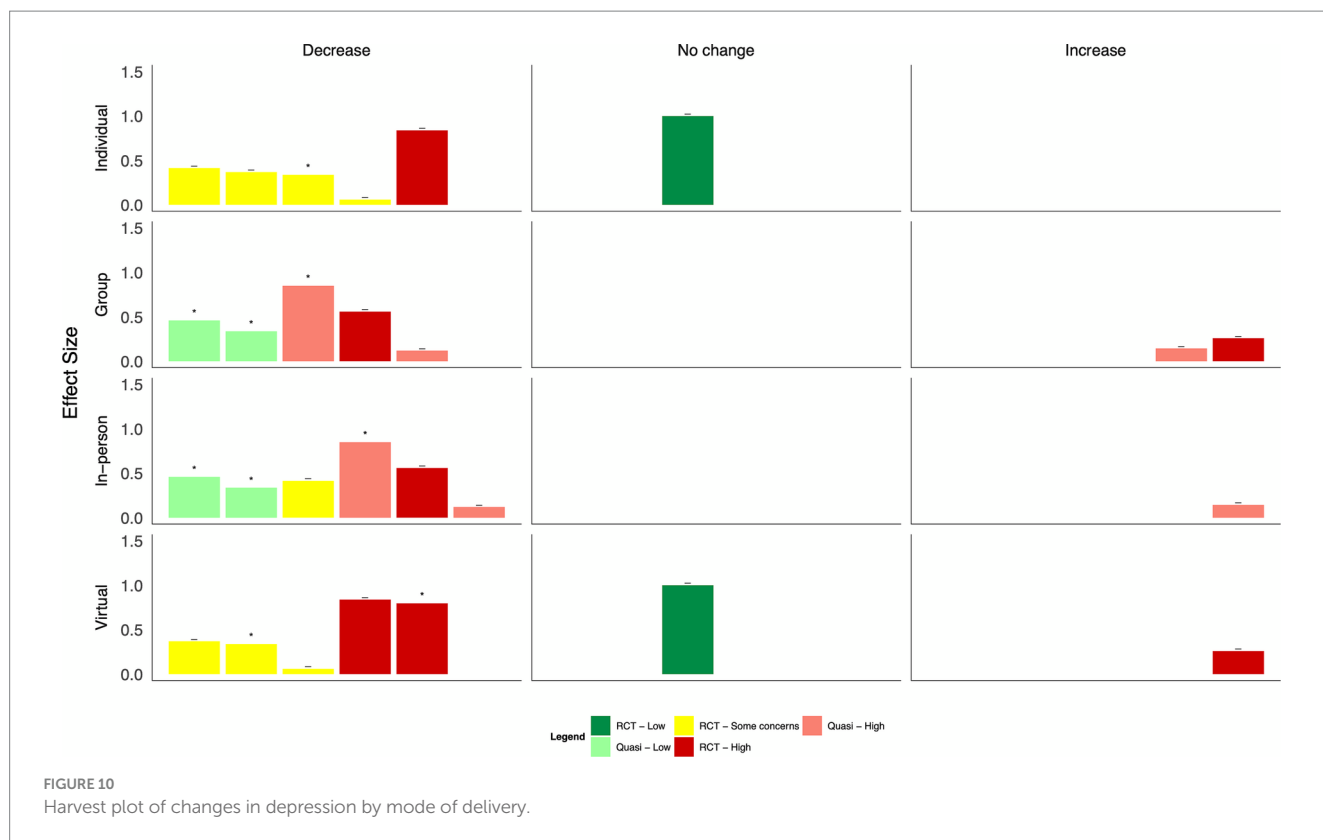 Decrease No change Increase
Effect Size
Individual
1.5
1.0
0.5
0.0
*
Group
1.5
1.0
0.5
0.0
* * *
In-person
1.5
1.0
0.5
0.0
* * *
Virtual
1.5
1.0
0.5
0.0
* *
Legend
RCT - Low RCT - Some concerns Quasi - High
Quasi - Low RCT - High
FIGURE 10
Harvest plot of changes in depression by mode of delivery.